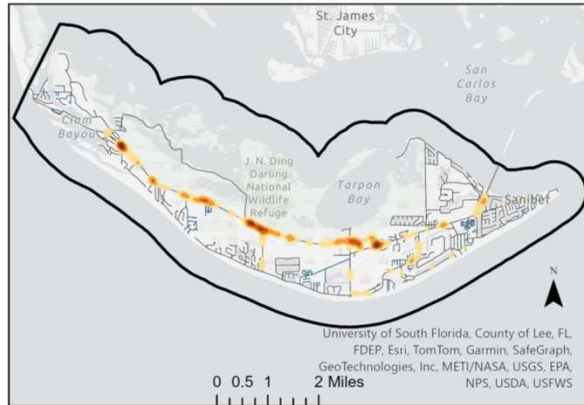 St. James
City
San
Carlos
Bay
Clam
Bayou
J. N. Ding
Darling
National
Wildlife
Refuge
Tarpon
Bay
Sanibel
N
University of South Florida, County of Lee, FL,
FDEP, Esri, TomTom, Garmin, SafeGraph,
GeoTechnologies, Inc, METI/NASA, USGS, EPA,
NPS, USDA, USFWS
0 0.5 1 2 Miles